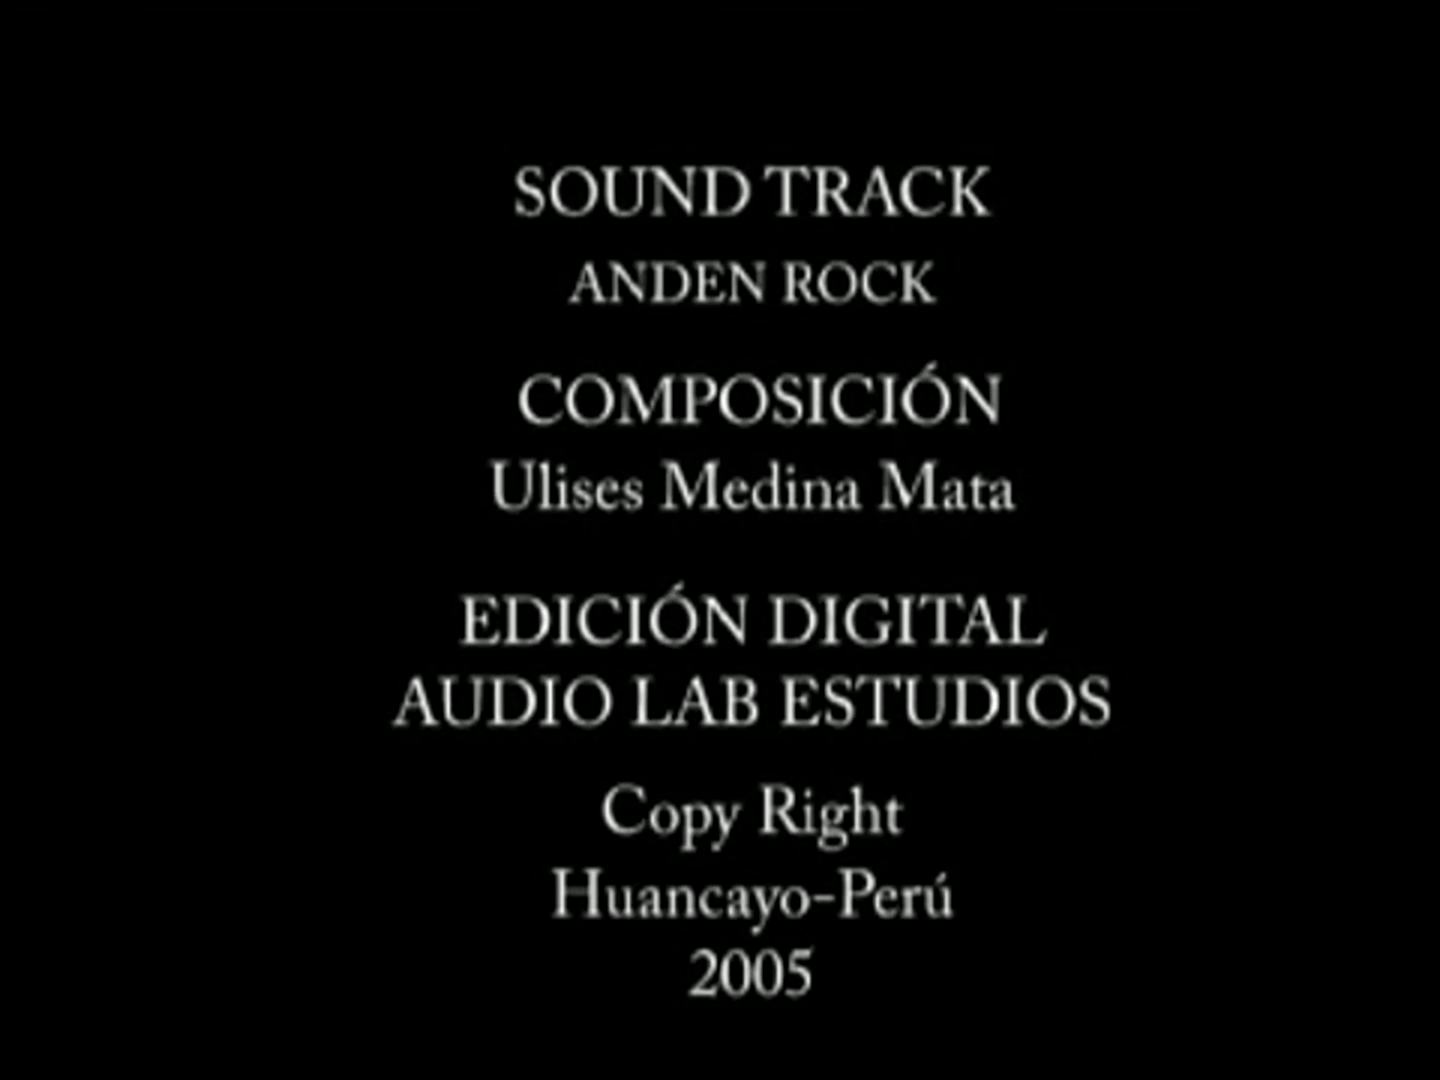 SOUND TRACK
ANDEN ROCK
COMPOSICIÓN
Ulises Medina Mata
EDICIÓN DIGITAL
AUDIO LAB ESTUDIOS
Copy Right
Huancayo-Perú
2005